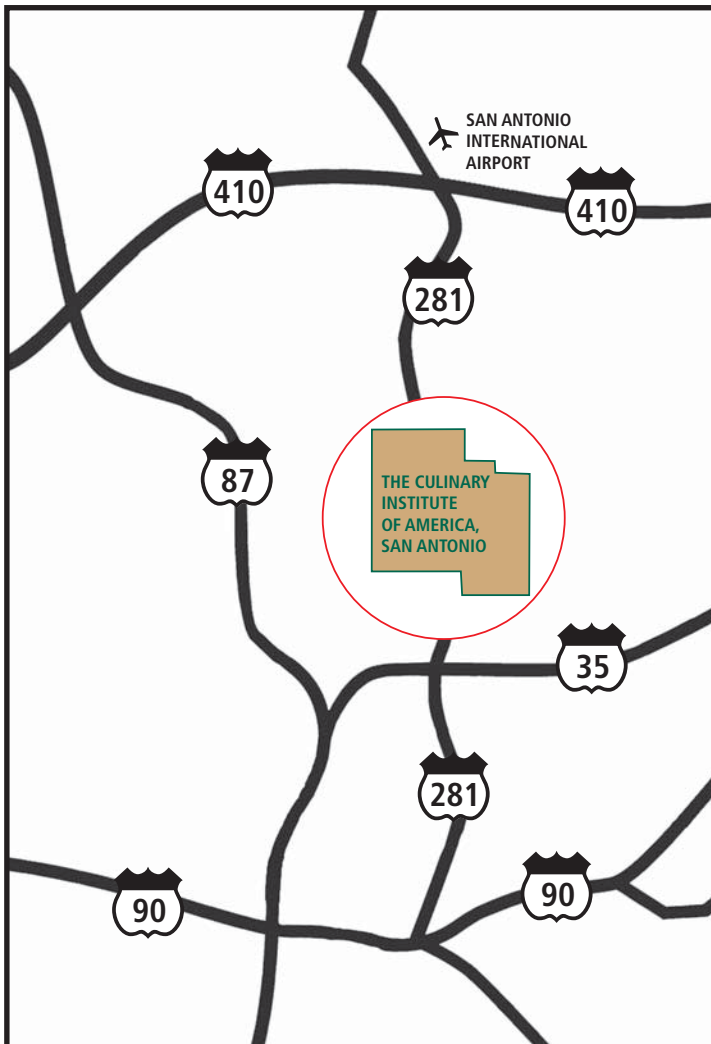 SAN ANTONIO
INTERNATIONAL
AIRPORT
410
410
281
87
THE CULINARY
INSTITUTE
OF AMERICA,
SAN ANTONIO
35
281
90
90